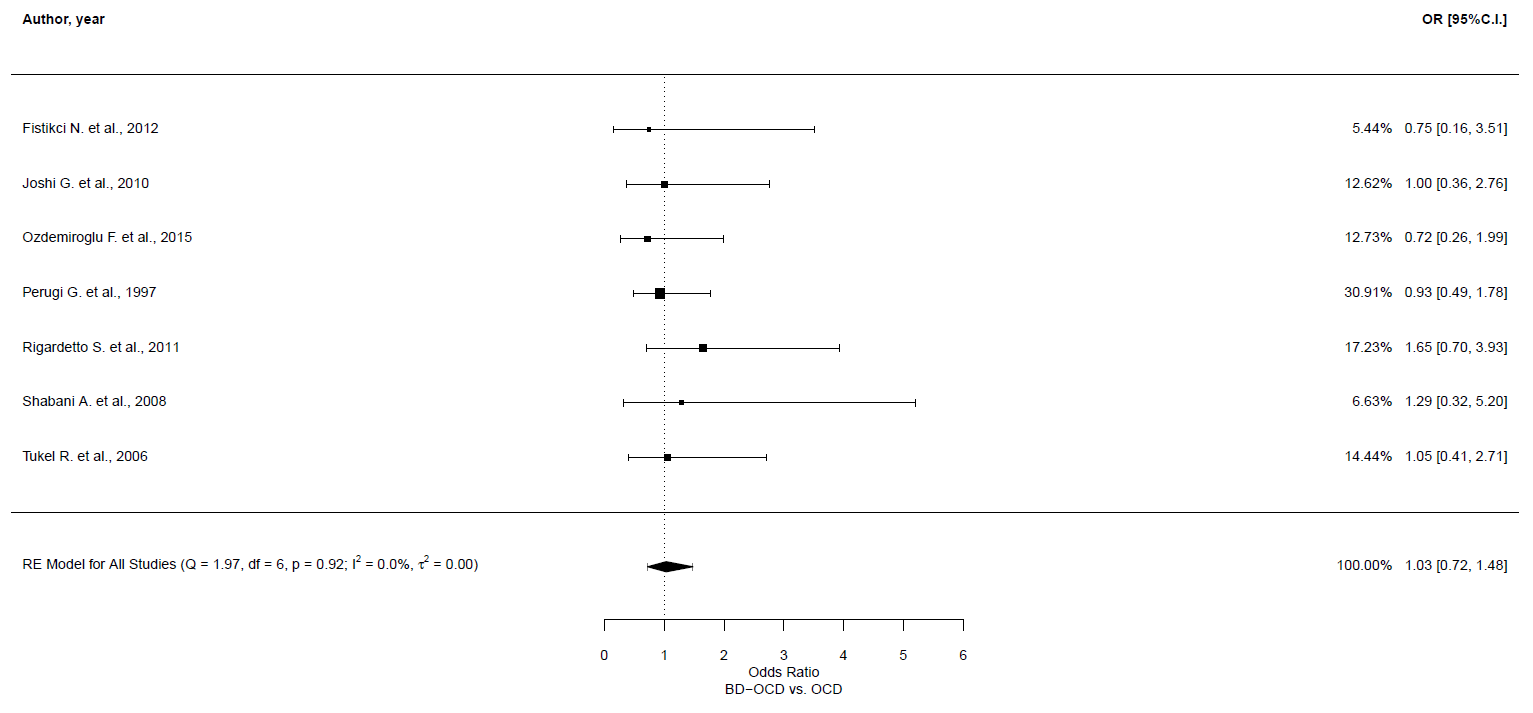 Author, year OR [95%C.I.]
Fistikci N. et al., 2012 5.44% 0.75 [0.16, 3.51]
Joshi G. et al., 2010 12.62% 1.00 [0.36, 2.76]
Ozdemiroglu F. et al., 2015 12.73% 0.72 [0.26, 1.99]
Perugi G. et al., 1997 30.91% 0.93 [0.49, 1.78]
Rigardetto S. et al., 2011 17.23% 1.65 [0.70, 3.93]
Shabani A. et al., 2008 6.63% 1.29 [0.32, 5.20]
Tukel R. et al., 2006 14.44% 1.05 [0.41, 2.71]
RE Model for All Studies (Q = 1.97, df = 6, p = 0.92; I² = 0.0%, τ² = 0.00) 100.00% 1.03 [0.72, 1.48]
0 1 2 3 4 5 6
Odds Ratio
BD−OCD vs. OCD